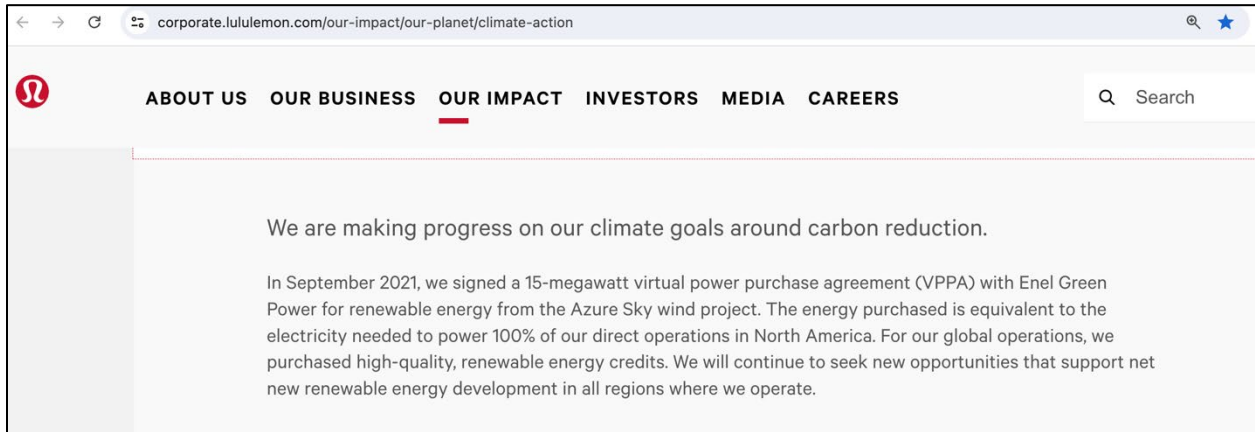 corporate.lululemon.com/our-impact/our-planet/climate-action
ABOUT US OUR BUSINESS OUR IMPACT INVESTORS MEDIA CAREERS
Search
We are making progress on our climate goals around carbon reduction.
In September 2021, we signed a 15-megawatt virtual power purchase agreement (VPPA) with Enel Green
Power for renewable energy from the Azure Sky wind project. The energy purchased is equivalent to the
electricity needed to power 100% of our direct operations in North America. For our global operations, we
purchased high-quality, renewable energy credits. We will continue to seek new opportunities that support net
new renewable energy development in all regions where we operate.